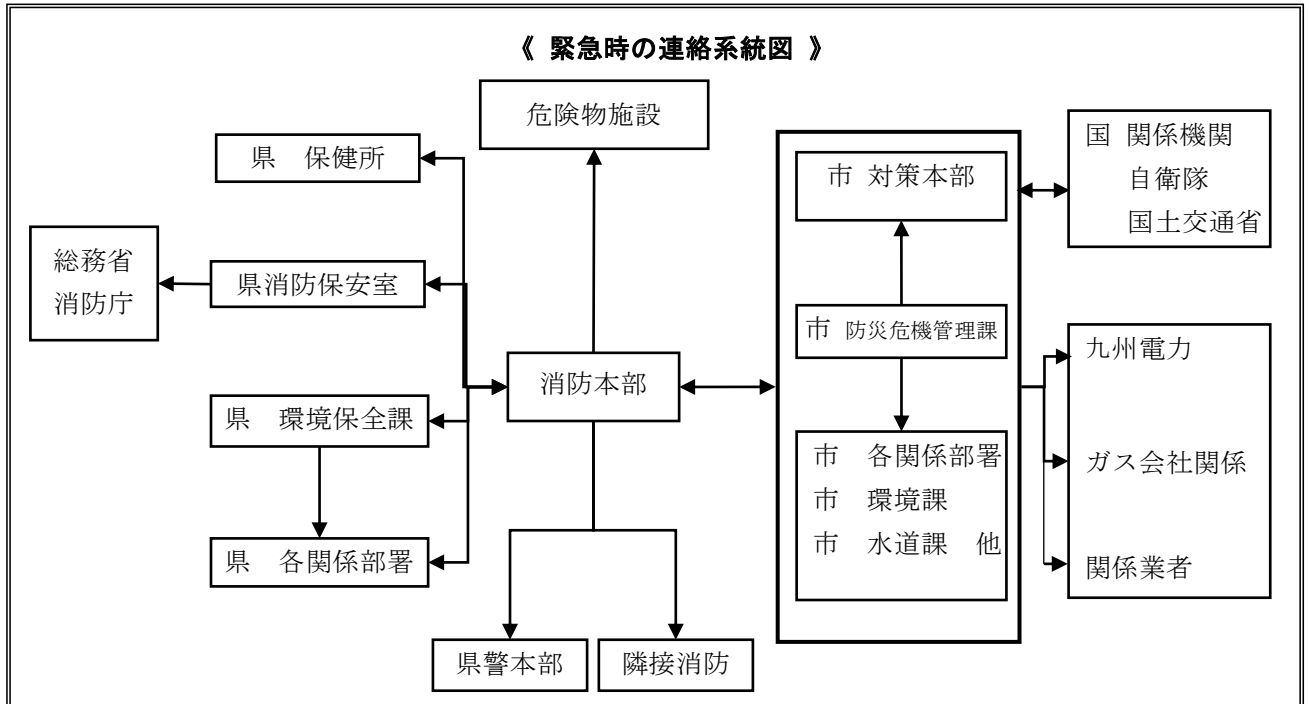 《 緊急時の連絡系統図 》
危険物施設
県　保健所
総務省
消防庁
県消防保安室
消防本部
県　環境保全課
県　各関係部署
県警本部
隣接消防
市 対策本部
市 防災危機管理課
市　各関係部署
市　環境課
市　水道課　他
国 関係機関
自衛隊
国土交通省
九州電力
ガス会社関係
関係業者